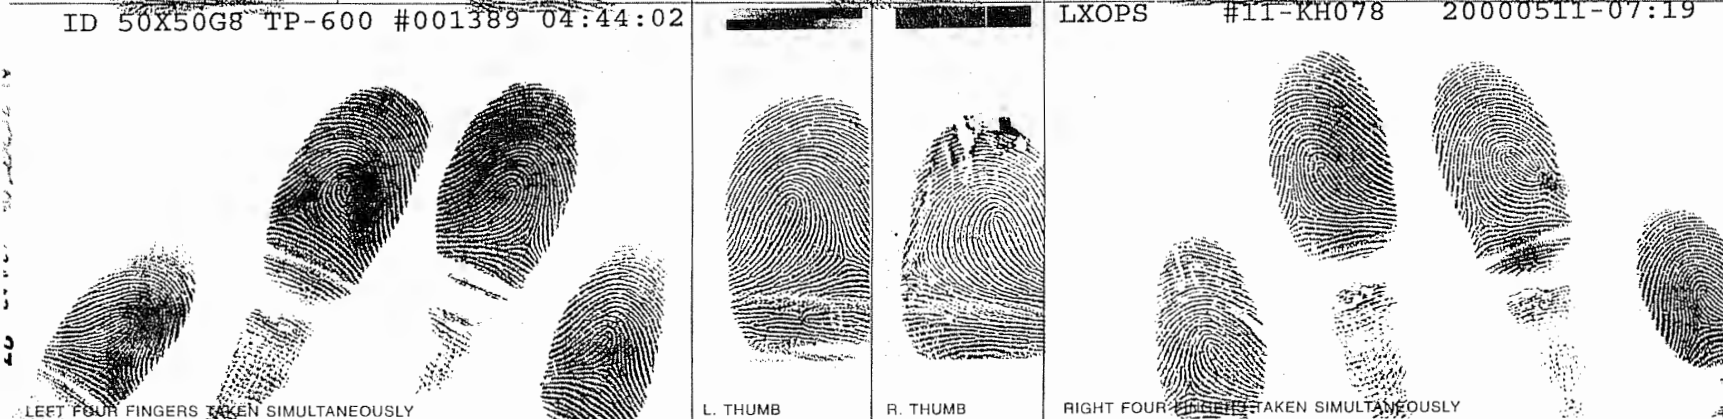 ID 50X50G8 TP-600 #001389 04:44:02
LXOPS #11-KH078 20000511-07:19
LEFT FOUR FINGERS TAKEN SIMULTANEOUSLY
L. THUMB
R. THUMB
RIGHT FOUR FINGERS TAKEN SIMULTANEOUSLY